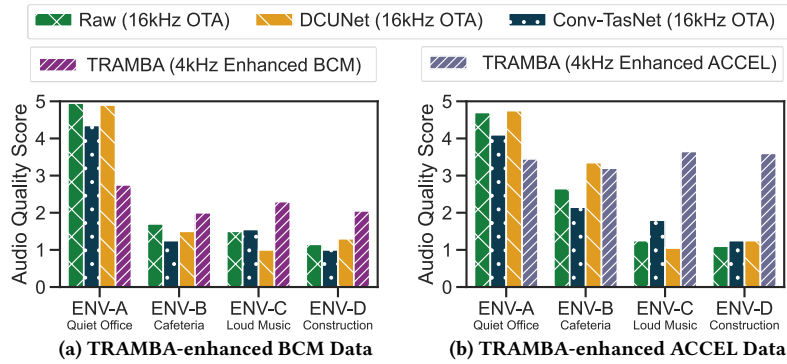 Raw (16kHz OTA) DCUNet (16kHz OTA) Conv-TasNet (16kHz OTA)
TRAMBA (4kHz Enhanced BCM) TRAMBA (4kHz Enhanced ACCEL)
Audio Quality Score
5
4
3
2
1
0
ENV-A ENV-B ENV-C ENV-D
Quiet Office Cafeteria Loud Music Construction
(a) TRAMBA-enhanced BCM Data
Audio Quality Score
5
4
3
2
1
0
ENV-A ENV-B ENV-C ENV-D
Quiet Office Cafeteria Loud Music Construction
(b) TRAMBA-enhanced ACCEL Data